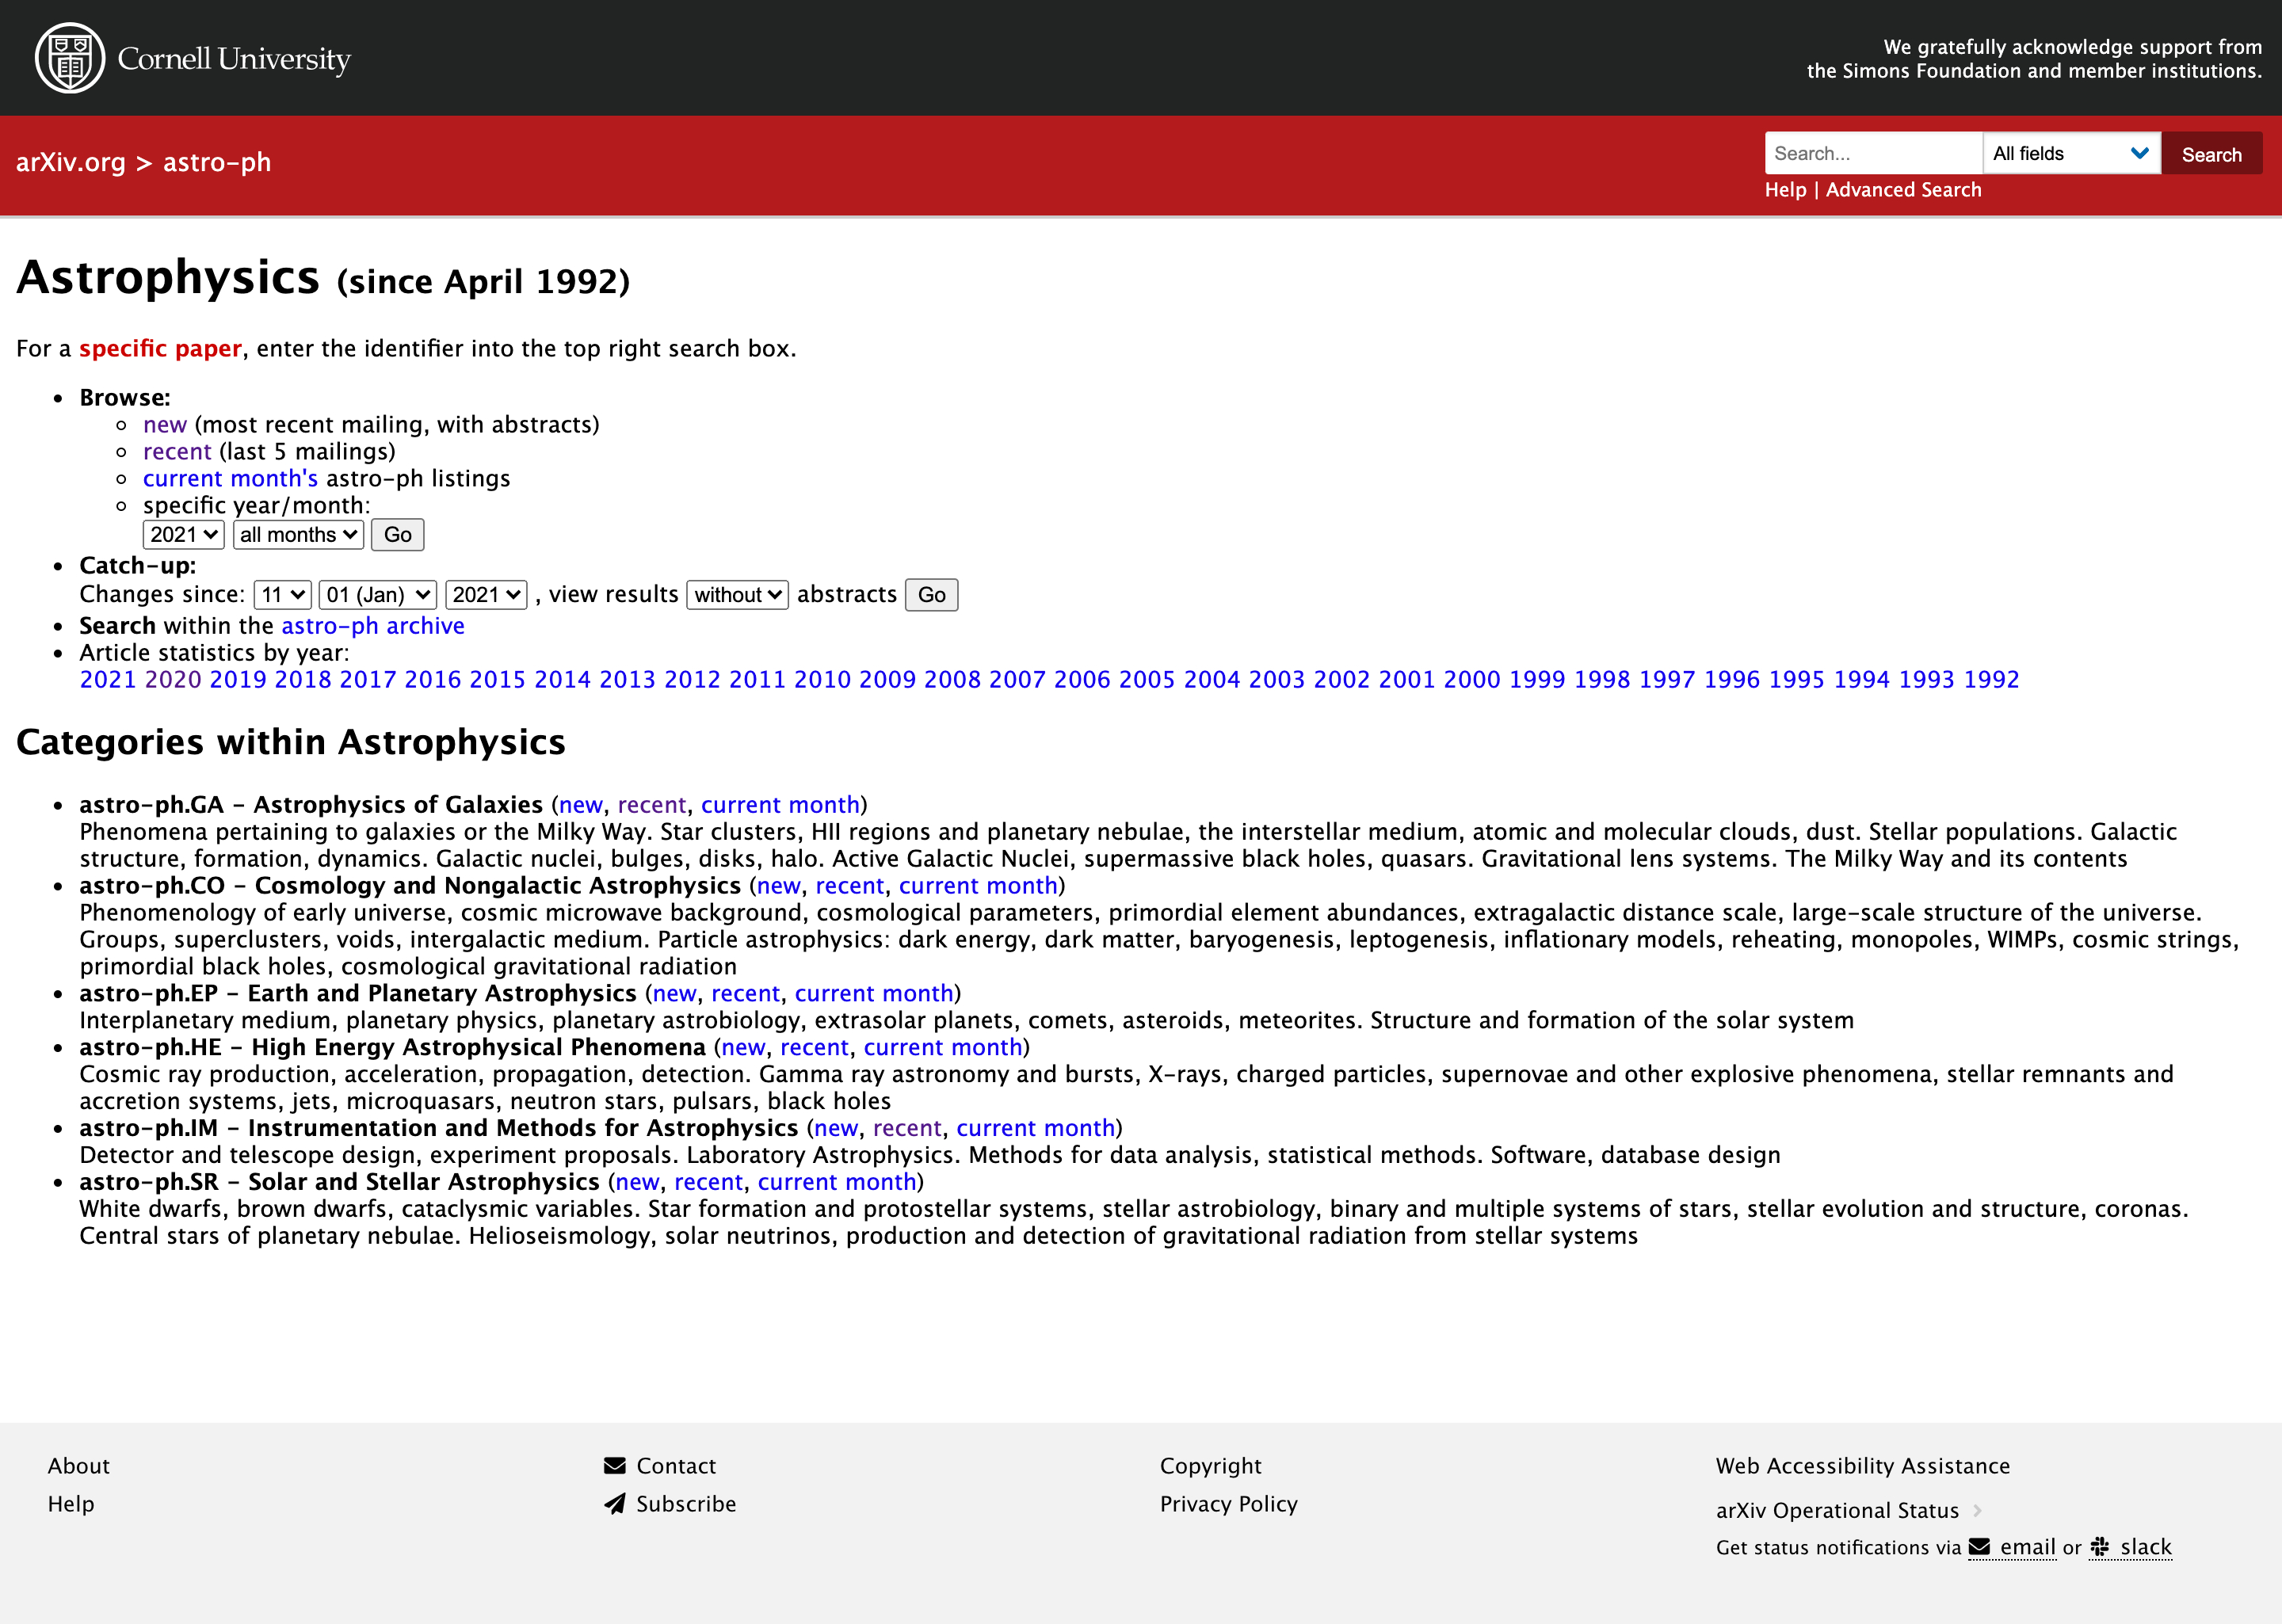 Cornell University
We gratefully acknowledge support from
the Simons Foundation and member institutions.
arXiv.org > astro-ph
Search...
All fields
Search
Help | Advanced Search
Astrophysics (since April 1992)
For a specific paper, enter the identifier into the top right search box.
• Browse:
◦ new (most recent mailing, with abstracts)
◦ recent (last 5 mailings)
◦ current month's astro-ph listings
◦ specific year/month:
2021 all months Go
• Catch-up:
Changes since: 11 01 (Jan) 2021 , view results without abstracts Go
• Search within the astro-ph archive
• Article statistics by year:
2021 2020 2019 2018 2017 2016 2015 2014 2013 2012 2011 2010 2009 2008 2007 2006 2005 2004 2003 2002 2001 2000 1999 1998 1997 1996 1995 1994 1993 1992
Categories within Astrophysics
• astro-ph.GA - Astrophysics of Galaxies (new, recent, current month)
Phenomena pertaining to galaxies or the Milky Way. Star clusters, HII regions and planetary nebulae, the interstellar medium, atomic and molecular clouds, dust. Stellar populations. Galactic
structure, formation, dynamics. Galactic nuclei, bulges, disks, halo. Active Galactic Nuclei, supermassive black holes, quasars. Gravitational lens systems. The Milky Way and its contents
• astro-ph.CO - Cosmology and Nongalactic Astrophysics (new, recent, current month)
Phenomenology of early universe, cosmic microwave background, cosmological parameters, primordial element abundances, extragalactic distance scale, large-scale structure of the universe.
Groups, superclusters, voids, intergalactic medium. Particle astrophysics: dark energy, dark matter, baryogenesis, leptogenesis, inflationary models, reheating, monopoles, WIMPs, cosmic strings,
primordial black holes, cosmological gravitational radiation
• astro-ph.EP - Earth and Planetary Astrophysics (new, recent, current month)
Interplanetary medium, planetary physics, planetary astrobiology, extrasolar planets, comets, asteroids, meteorites. Structure and formation of the solar system
• astro-ph.HE - High Energy Astrophysical Phenomena (new, recent, current month)
Cosmic ray production, acceleration, propagation, detection. Gamma ray astronomy and bursts, X-rays, charged particles, supernovae and other explosive phenomena, stellar remnants and
accretion systems, jets, microquasars, neutron stars, pulsars, black holes
• astro-ph.IM - Instrumentation and Methods for Astrophysics (new, recent, current month)
Detector and telescope design, experiment proposals. Laboratory Astrophysics. Methods for data analysis, statistical methods. Software, database design
• astro-ph.SR - Solar and Stellar Astrophysics (new, recent, current month)
White dwarfs, brown dwarfs, cataclysmic variables. Star formation and protostellar systems, stellar astrobiology, binary and multiple systems of stars, stellar evolution and structure, coronas.
Central stars of planetary nebulae. Helioseismology, solar neutrinos, production and detection of gravitational radiation from stellar systems
About
Help
Contact
Subscribe
Copyright
Privacy Policy
Web Accessibility Assistance
arXiv Operational Status
Get status notifications via email or slack